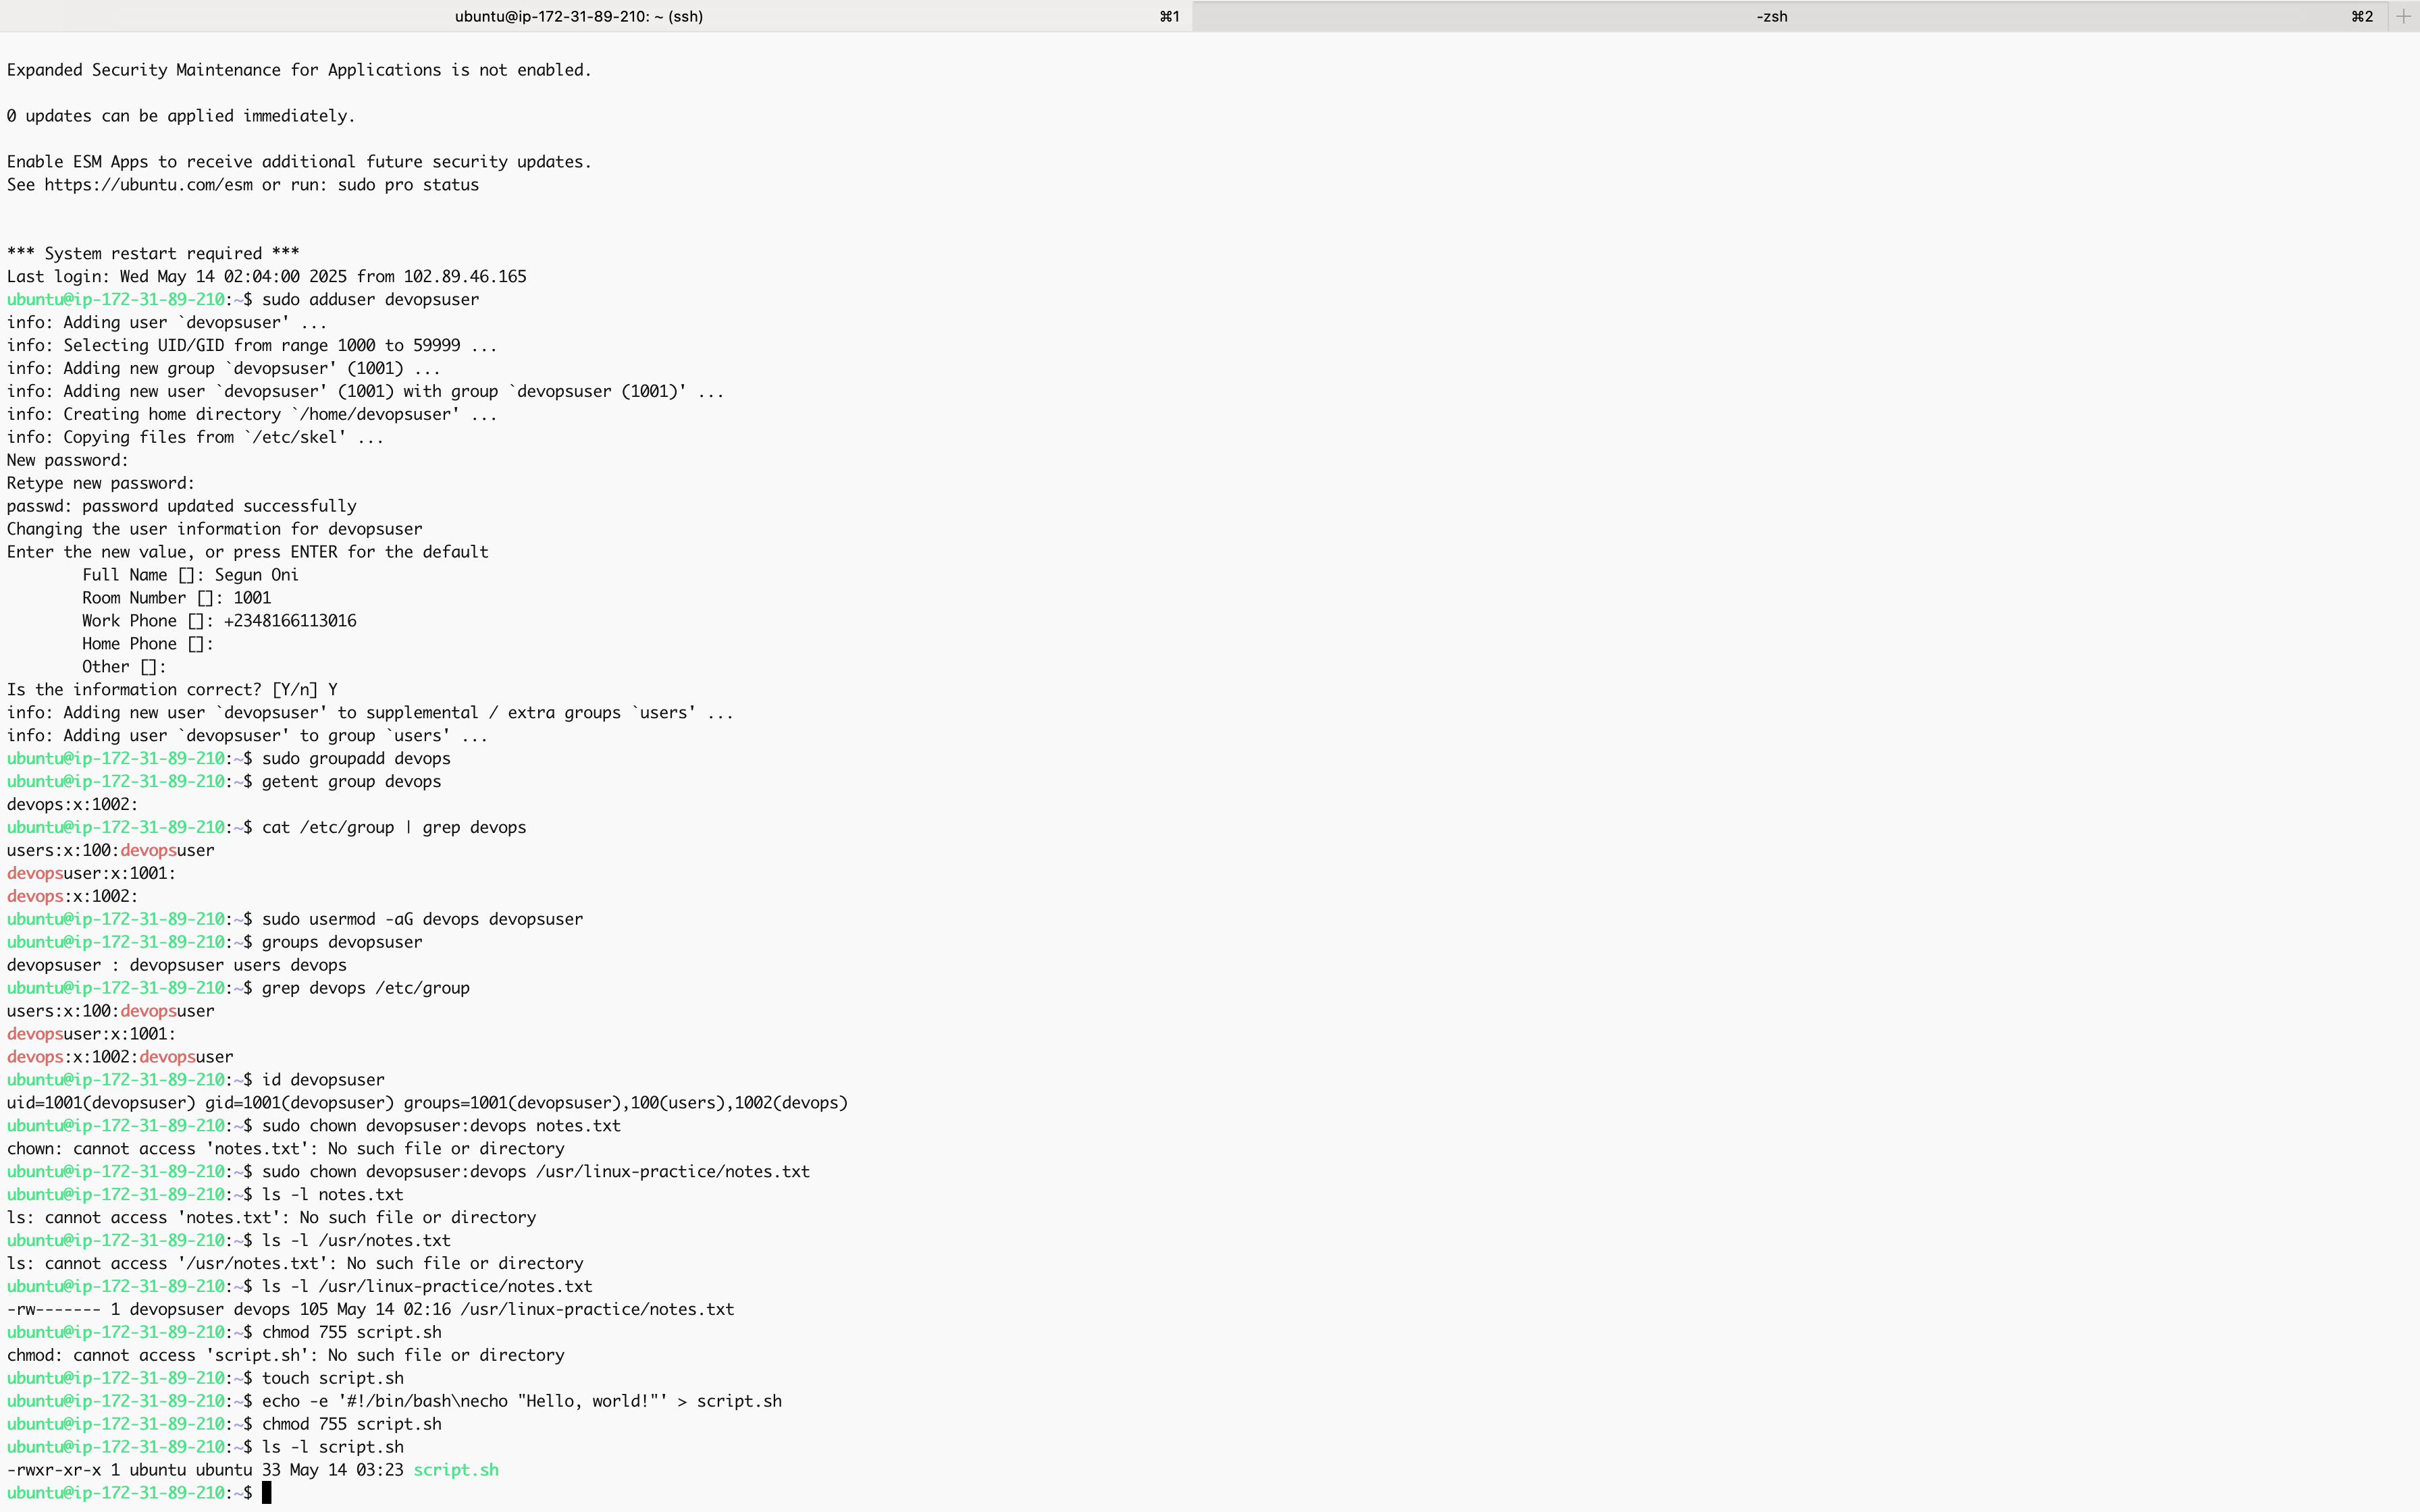 ubuntu@ip-172-31-89-210: ~ (ssh) ⌘1 -zsh ⌘2 +
Expanded Security Maintenance for Applications is not enabled.
0 updates can be applied immediately.
Enable ESM Apps to receive additional future security updates.
See https://ubuntu.com/esm or run: sudo pro status
*** System restart required ***
Last login: Wed May 14 02:04:00 2025 from 102.89.46.165
ubuntu@ip-172-31-89-210:~$ sudo adduser devopsuser
info: Adding user `devopsuser' ...
info: Selecting UID/GID from range 1000 to 59999 ...
info: Adding new group `devopsuser' (1001) ...
info: Adding new user `devopsuser' (1001) with group `devopsuser (1001)' ...
info: Creating home directory `/home/devopsuser' ...
info: Copying files from `/etc/skel' ...
New password:
Retype new password:
passwd: password updated successfully
Changing the user information for devopsuser
Enter the new value, or press ENTER for the default
        Full Name []: Segun Oni
        Room Number []: 1001
        Work Phone []: +2348166113016
        Home Phone []:
        Other []:
Is the information correct? [Y/n] Y
info: Adding new user `devopsuser' to supplemental / extra groups `users' ...
info: Adding user `devopsuser' to group `users' ...
ubuntu@ip-172-31-89-210:~$ sudo groupadd devops
ubuntu@ip-172-31-89-210:~$ getent group devops
devops:x:1002:
ubuntu@ip-172-31-89-210:~$ cat /etc/group | grep devops
users:x:100:devopsuser
devopsuser:x:1001:
devops:x:1002:
ubuntu@ip-172-31-89-210:~$ sudo usermod -aG devops devopsuser
ubuntu@ip-172-31-89-210:~$ groups devopsuser
devopsuser : devopsuser users devops
ubuntu@ip-172-31-89-210:~$ grep devops /etc/group
users:x:100:devopsuser
devopsuser:x:1001:
devops:x:1002:devopsuser
ubuntu@ip-172-31-89-210:~$ id devopsuser
uid=1001(devopsuser) gid=1001(devopsuser) groups=1001(devopsuser),100(users),1002(devops)
ubuntu@ip-172-31-89-210:~$ sudo chown devopsuser:devops notes.txt
chown: cannot access 'notes.txt': No such file or directory
ubuntu@ip-172-31-89-210:~$ sudo chown devopsuser:devops /usr/linux-practice/notes.txt
ubuntu@ip-172-31-89-210:~$ ls -l notes.txt
ls: cannot access 'notes.txt': No such file or directory
ubuntu@ip-172-31-89-210:~$ ls -l /usr/notes.txt
ls: cannot access '/usr/notes.txt': No such file or directory
ubuntu@ip-172-31-89-210:~$ ls -l /usr/linux-practice/notes.txt
-rw------- 1 devopsuser devops 105 May 14 02:16 /usr/linux-practice/notes.txt
ubuntu@ip-172-31-89-210:~$ chmod 755 script.sh
chmod: cannot access 'script.sh': No such file or directory
ubuntu@ip-172-31-89-210:~$ touch script.sh
ubuntu@ip-172-31-89-210:~$ echo -e '#!/bin/bash\necho "Hello, world!"' > script.sh
ubuntu@ip-172-31-89-210:~$ chmod 755 script.sh
ubuntu@ip-172-31-89-210:~$ ls -l script.sh
-rwxr-xr-x 1 ubuntu ubuntu 33 May 14 03:23 script.sh
ubuntu@ip-172-31-89-210:~$